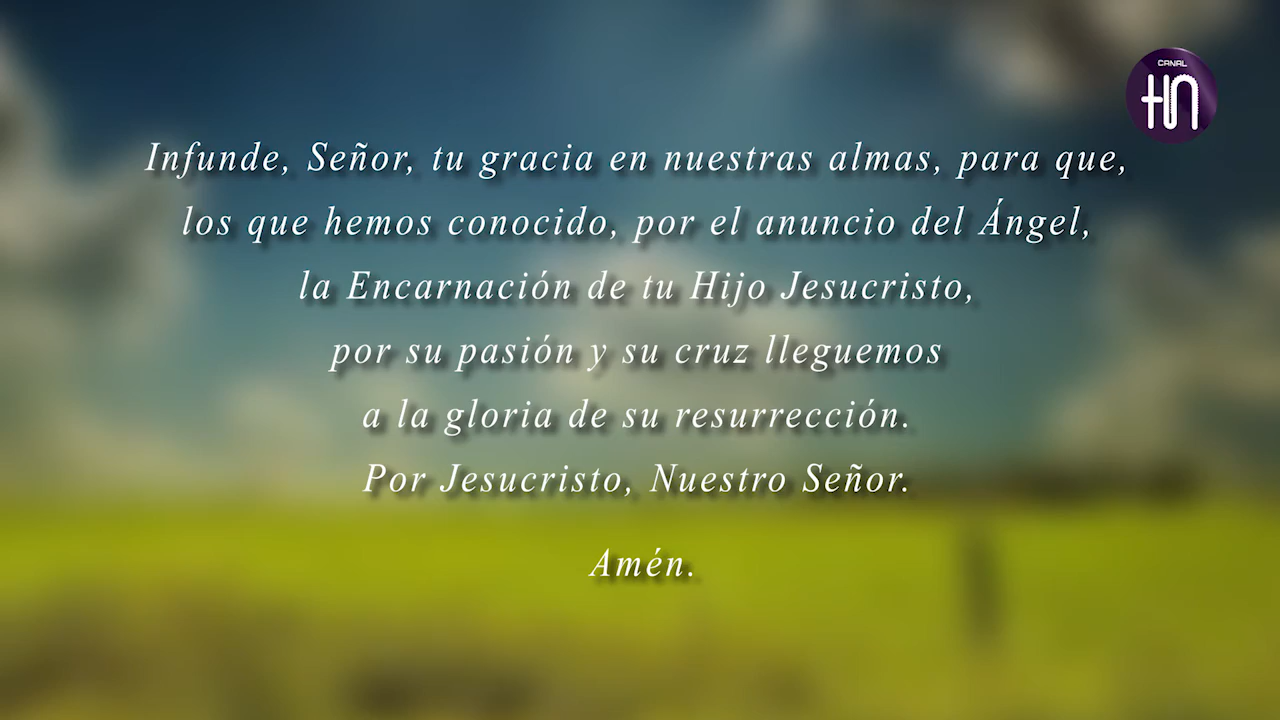 CANAL
HN
Infunde, Señor, tu gracia en nuestras almas, para que,
los que hemos conocido, por el anuncio del Ángel,
la Encarnación de tu Hijo Jesucristo,
por su pasión y su cruz lleguemos
a la gloria de su resurrección.
Por Jesucristo, Nuestro Señor.
Amén.